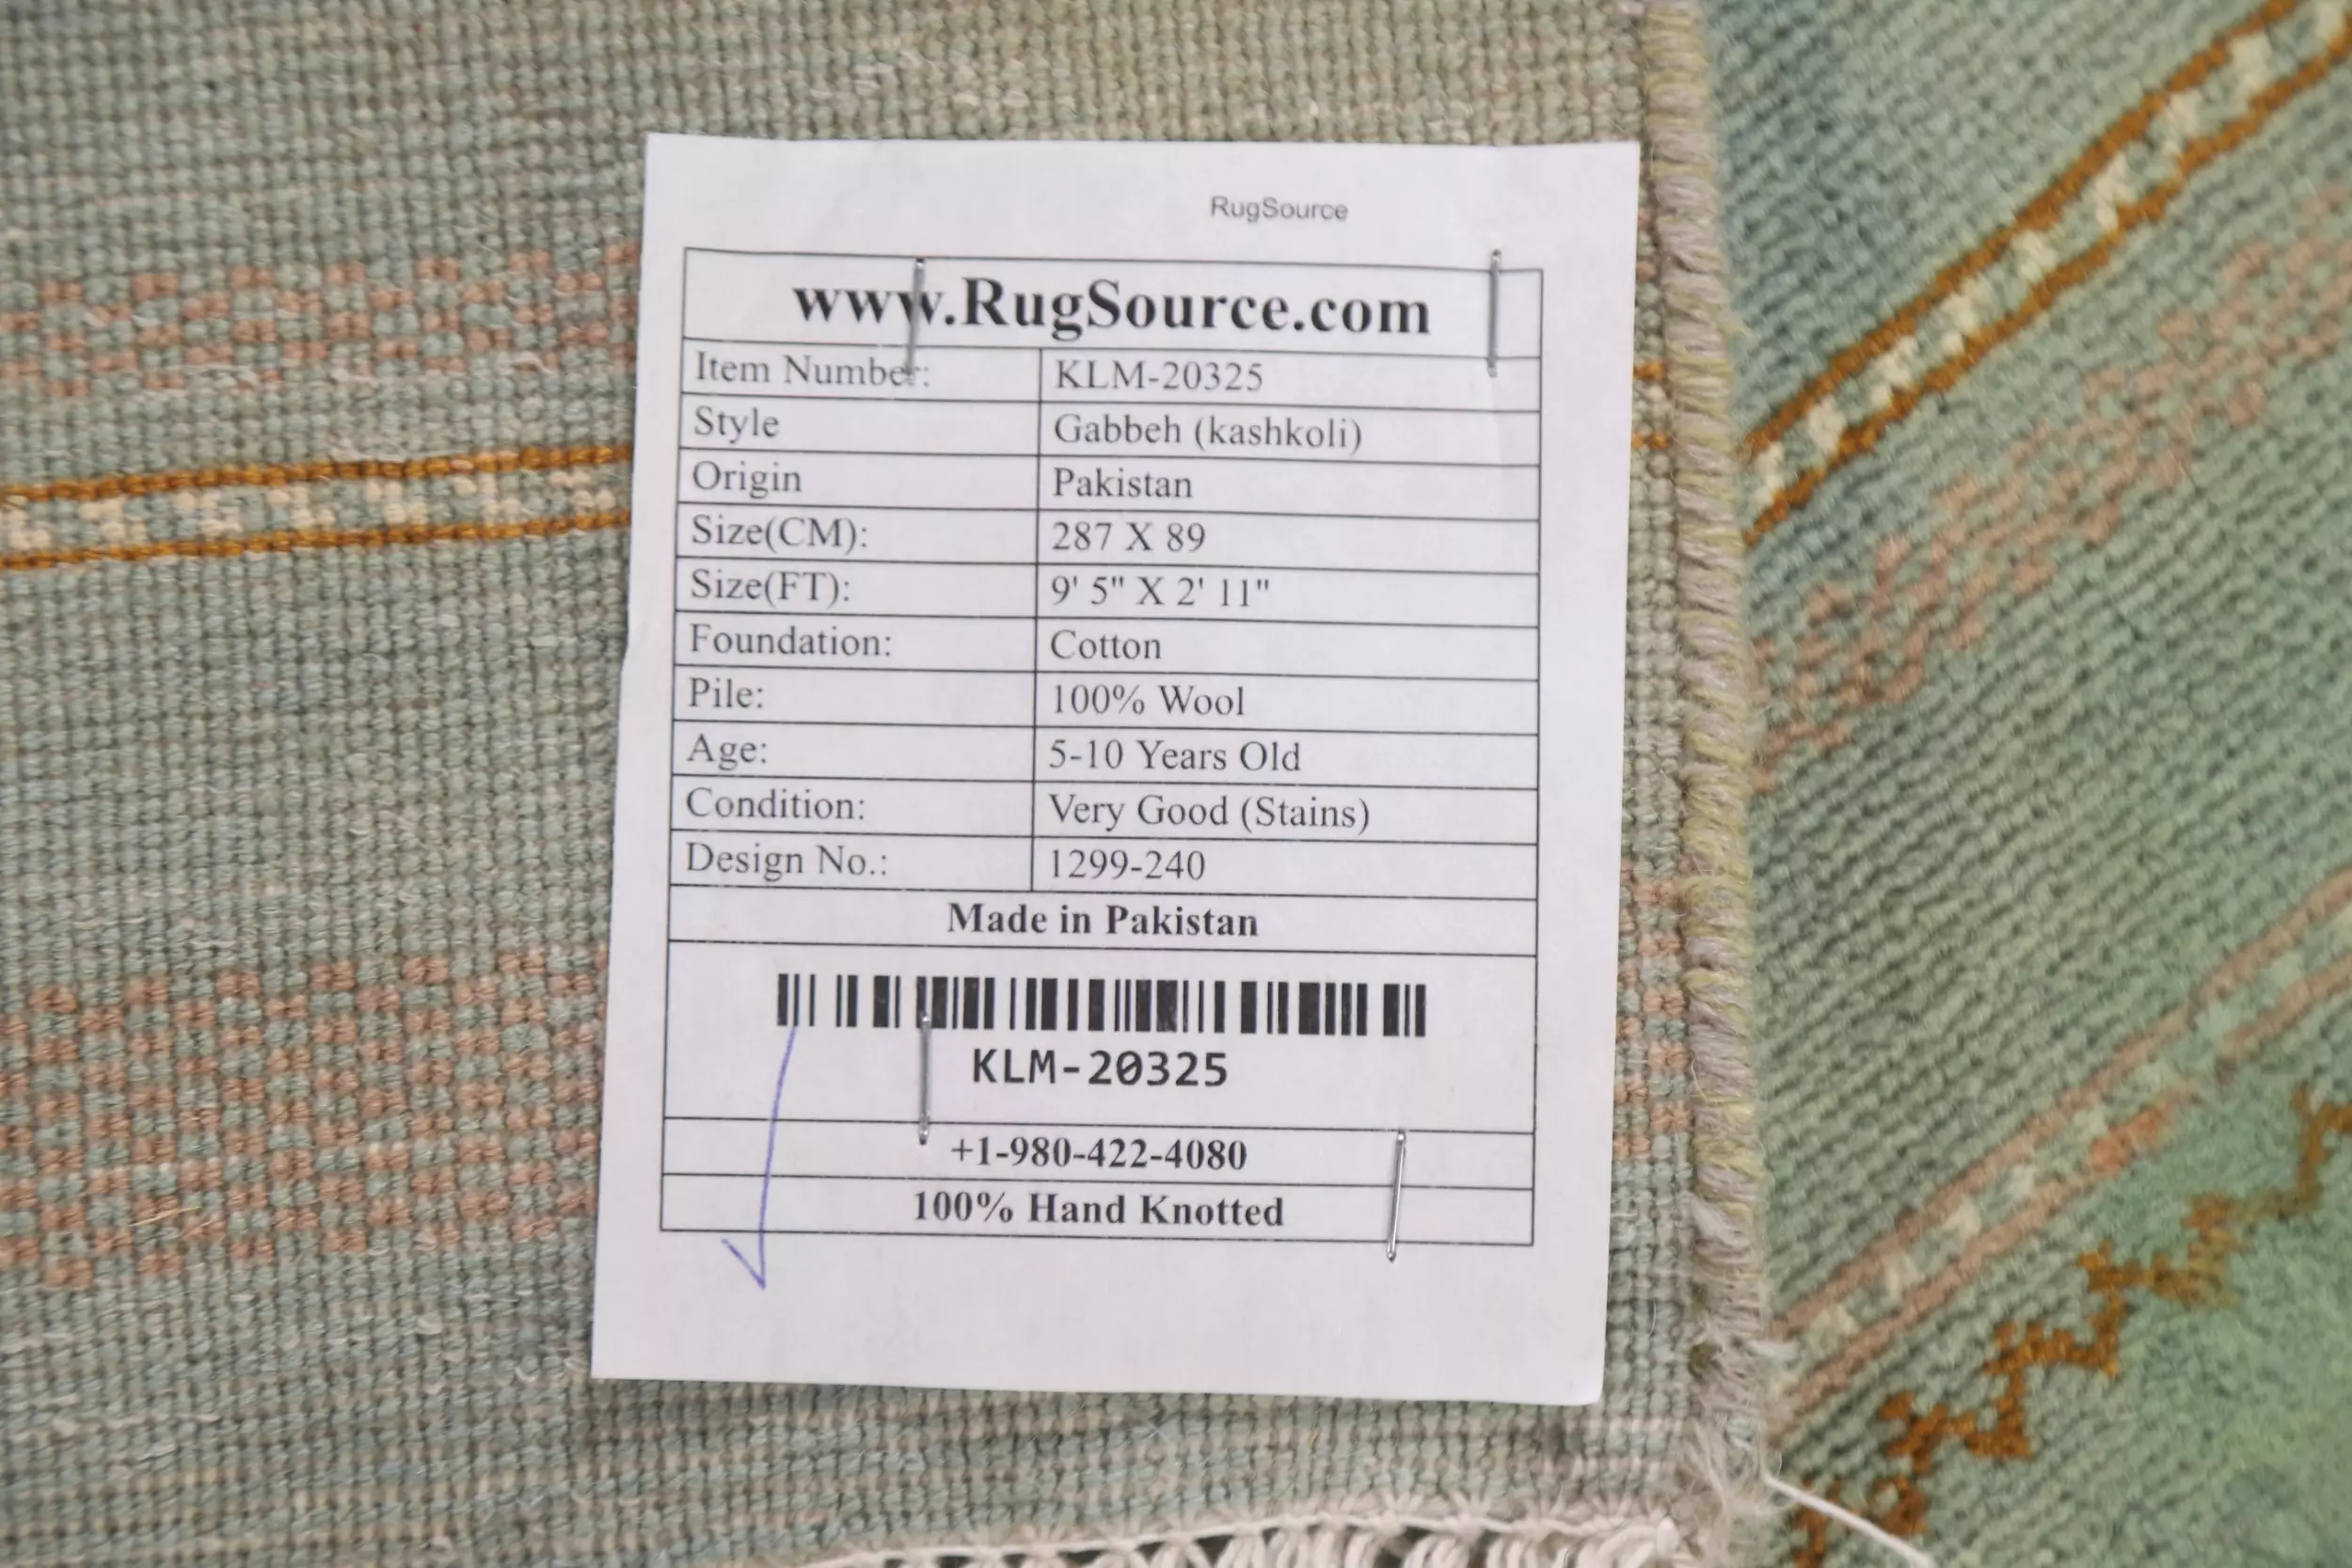 RugSource
www.RugSource.com
Item Number: KLM-20325
Style Gabbeh (kashkoli)
Origin Pakistan
Size(CM): 287 X 89
Size(FT): 9' 5" X 2' 11"
Foundation: Cotton
Pile: 100% Wool
Age: 5-10 Years Old
Condition: Very Good (Stains)
Design No.: 1299-240
Made in Pakistan
KLM-20325
+1-980-422-4080
100% Hand Knotted